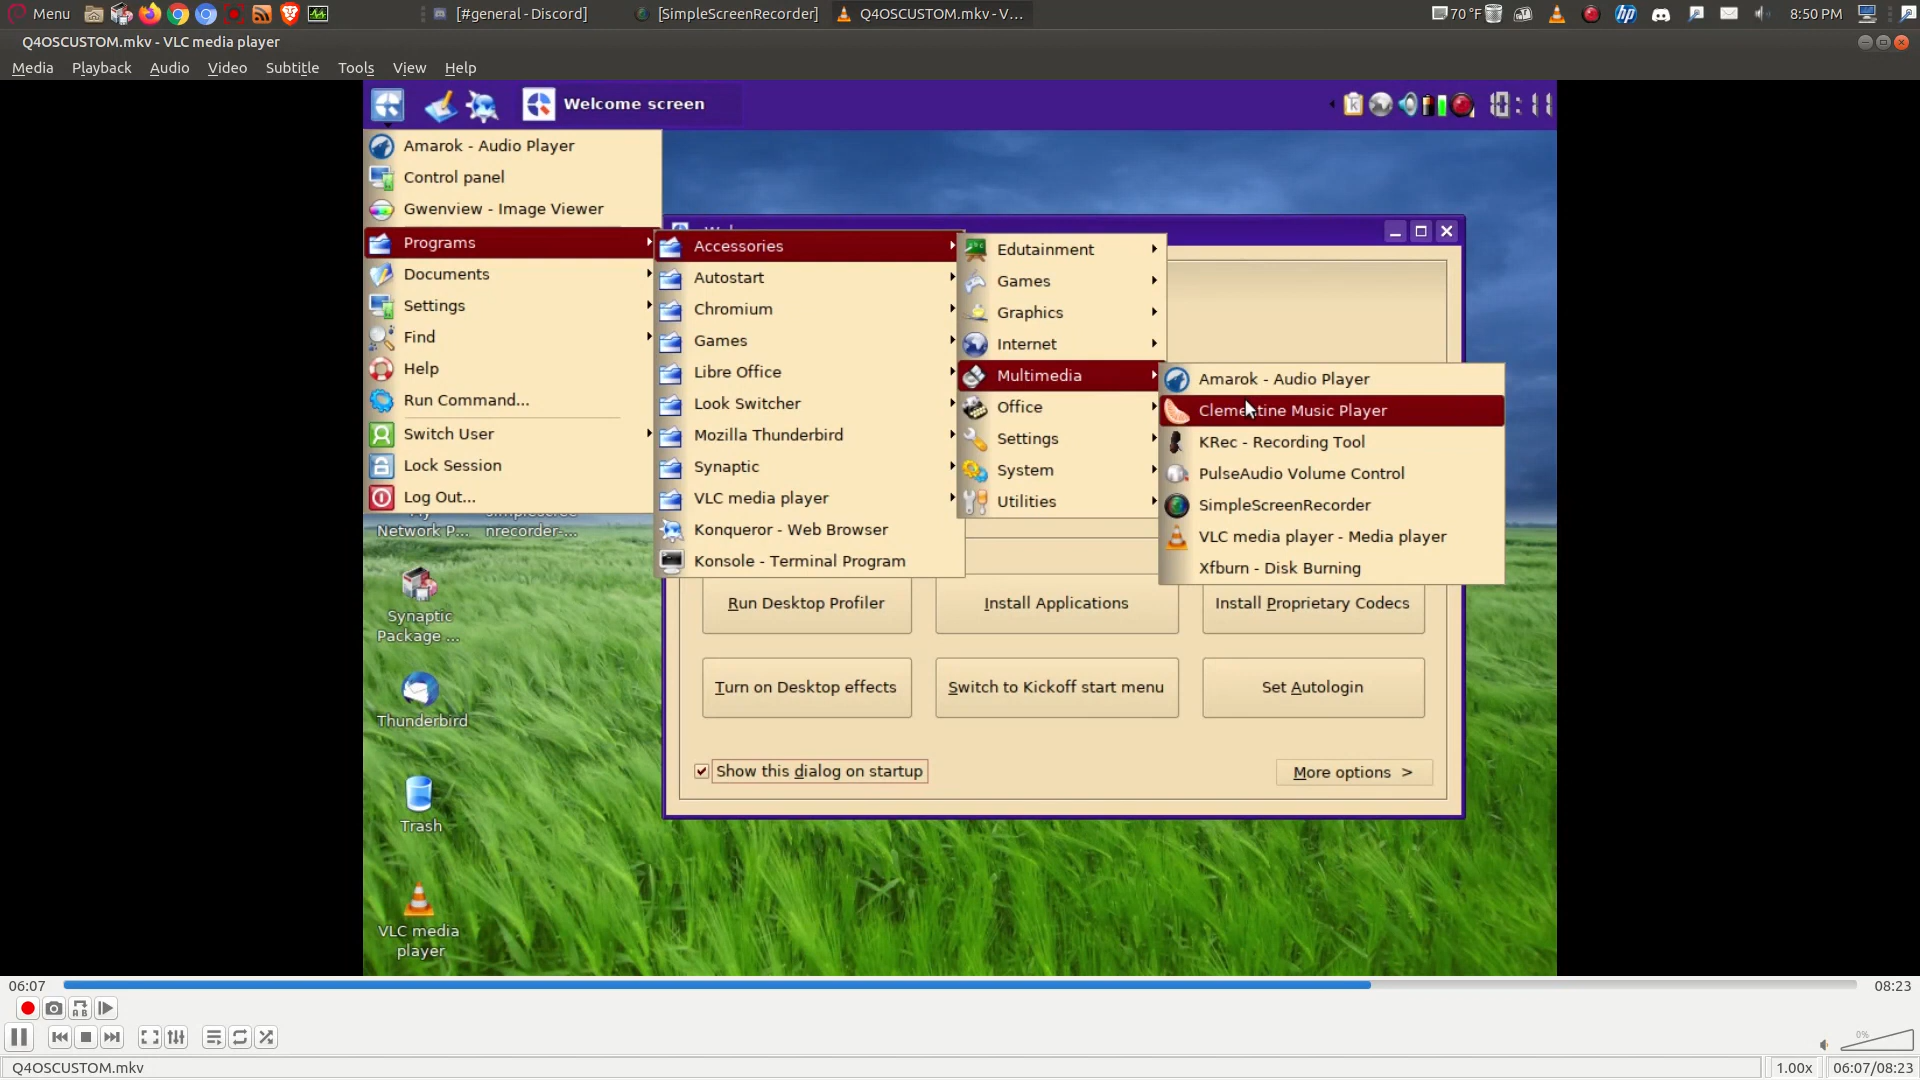 Menu
[#general - Discord]
[SimpleScreenRecorder]
Q4OSCUSTOM.mkv - V...
70 °F
8:50 PM
Q4OSCUSTOM.mkv - VLC media player
Media Playback Audio Video Subtitle Tools View Help
Welcome screen
Amarok - Audio Player
Control panel
Gwenview - Image Viewer
Programs
Documents
Settings
Find
Help
Run Command...
Switch User
Lock Session
Log Out...
Accessories
Autostart
Chromium
Games
Libre Office
Look Switcher
Mozilla Thunderbird
Synaptic
VLC media player
Konqueror - Web Browser
Konsole - Terminal Program
Edutainment
Games
Graphics
Internet
Multimedia
Office
Settings
System
Utilities
Amarok - Audio Player
Clementine Music Player
KRec - Recording Tool
PulseAudio Volume Control
SimpleScreenRecorder
VLC media player - Media player
Xfburn - Disk Burning
Network P...
nrecorder-...
Synaptic
Package ...
Thunderbird
Trash
VLC media
player
Run Desktop Profiler
Install Applications
Install Proprietary Codecs
Turn on Desktop effects
Switch to Kickoff start menu
Set Autologin
Show this dialog on startup
More options >
06:07
08:23
0%
Q4OSCUSTOM.mkv
1.00x
06:07/08:23